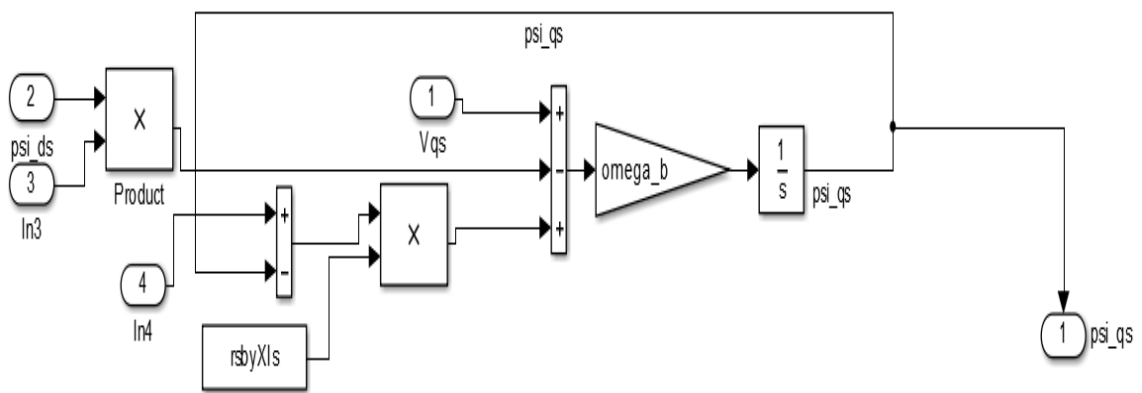 psi_qs
2
psi_ds
3
In3
×
Product
1
Vqs
+
−
+
4
In4
+
−
×
rsbyXls
omega_b
1
s
psi_qs
1
psi_qs